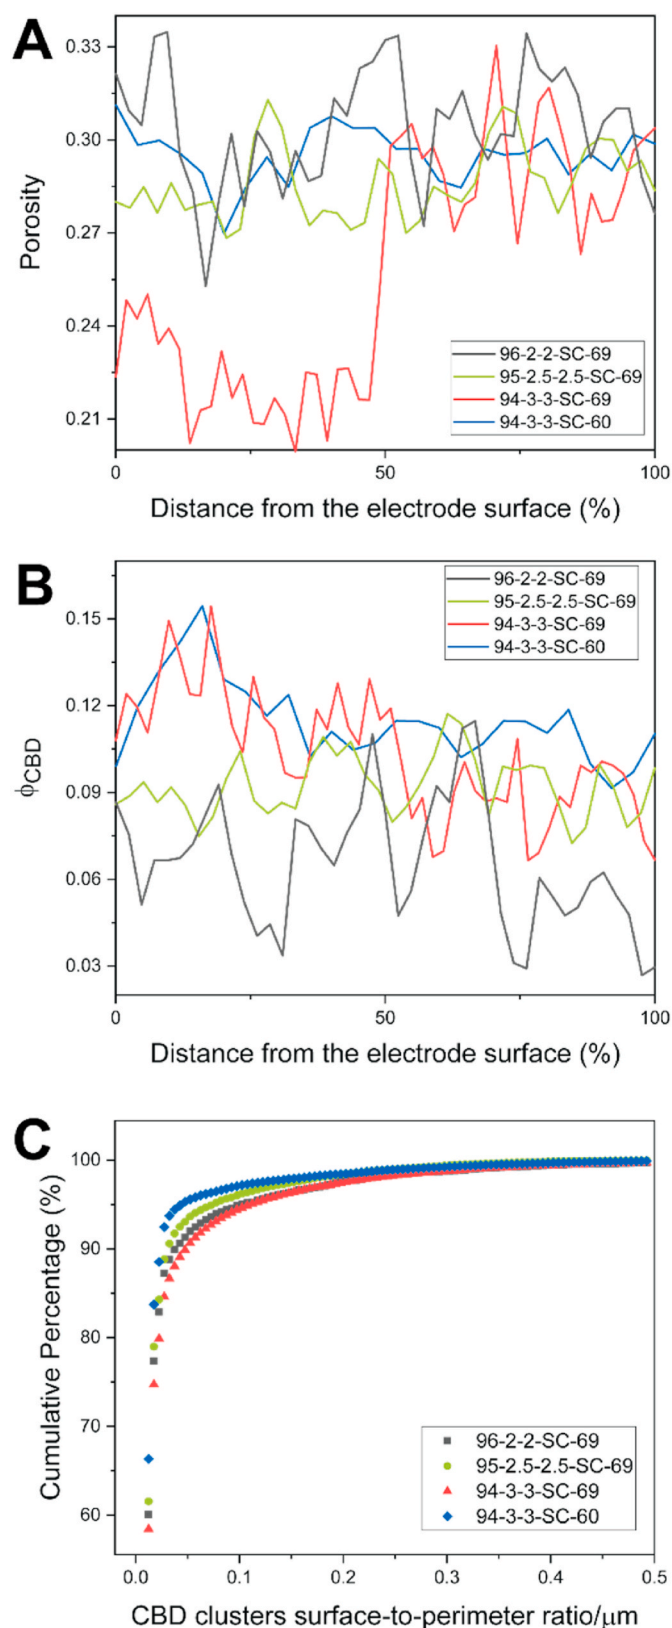 A
0.33
0.30
0.27
0.24
0.21
Porosity
96-2-2-SC-69
95-2.5-2.5-SC-69
94-3-3-SC-69
94-3-3-SC-60
0
50
100
Distance from the electrode surface (%)
B
0.15
0.12
0.09
0.06
0.03
ϕCBD
96-2-2-SC-69
95-2.5-2.5-SC-69
94-3-3-SC-69
94-3-3-SC-60
0
50
100
Distance from the electrode surface (%)
C
100
90
80
70
60
Cumulative Percentage (%)
96-2-2-SC-69
95-2.5-2.5-SC-69
94-3-3-SC-69
94-3-3-SC-60
0.0
0.1
0.2
0.3
0.4
0.5
CBD clusters surface-to-perimeter ratio/μm